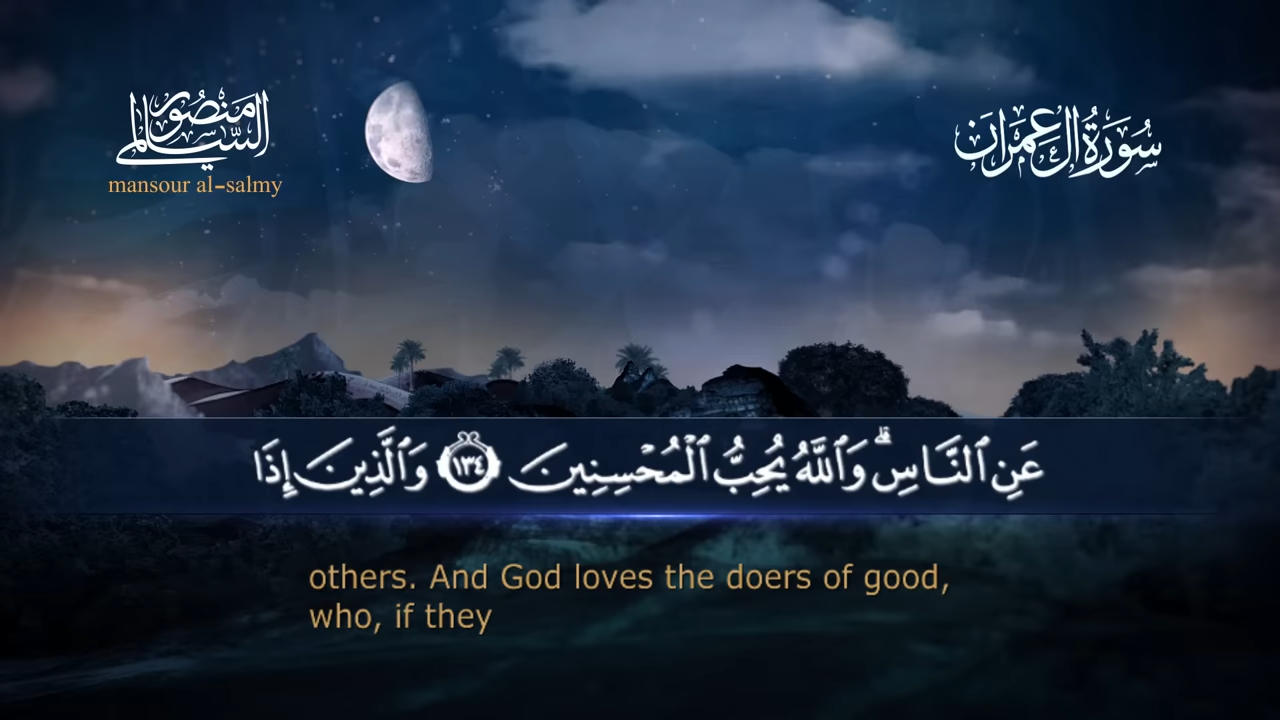 منصور السالمي
mansour al-salmy
سُورَةُ آل عِمرَان
عَنِ ٱلنَّاسِۗ وَٱللَّهُ يُحِبُّ ٱلْمُحْسِنِينَ ١٣٤ وَٱلَّذِينَ إِذَا
others. And God loves the doers of good,
who, if they